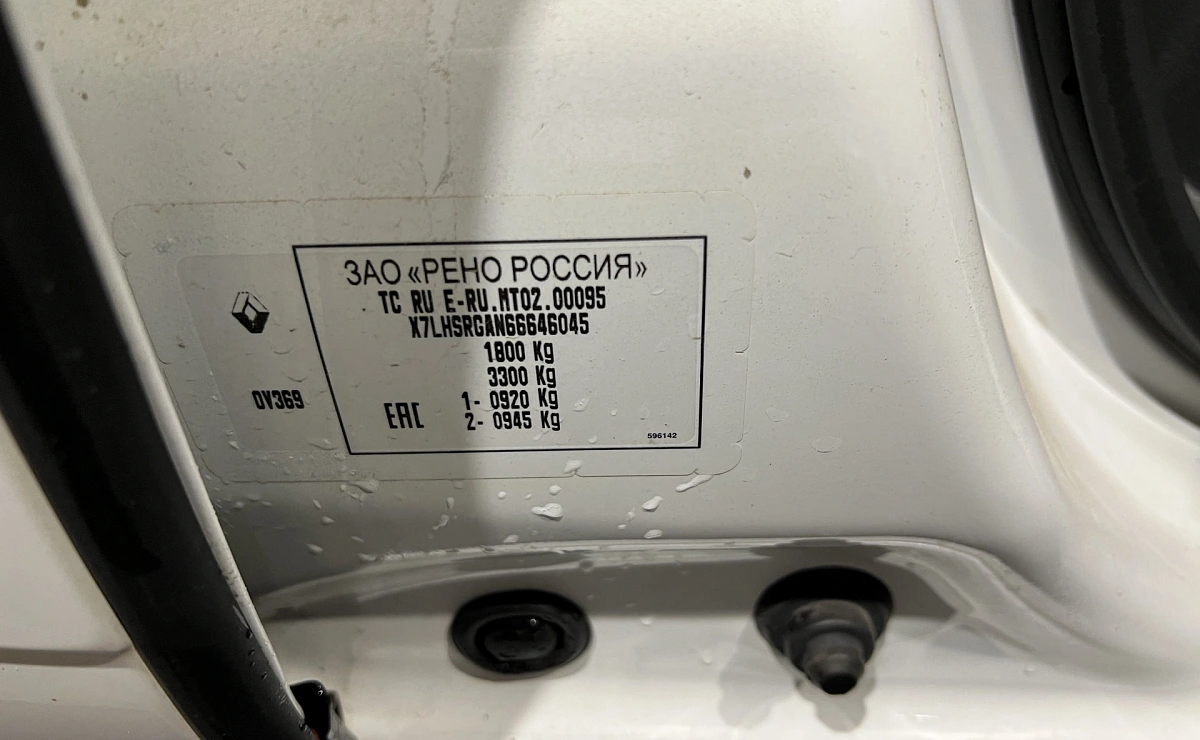 ЗАО «РЕНО РОССИЯ»
TC RU E-RU.MT02.00095
X7LHSRGAN66646045
1800 Kg
3300 Kg
1- 0920 Kg
2- 0945 Kg
0V369
EAC
596142